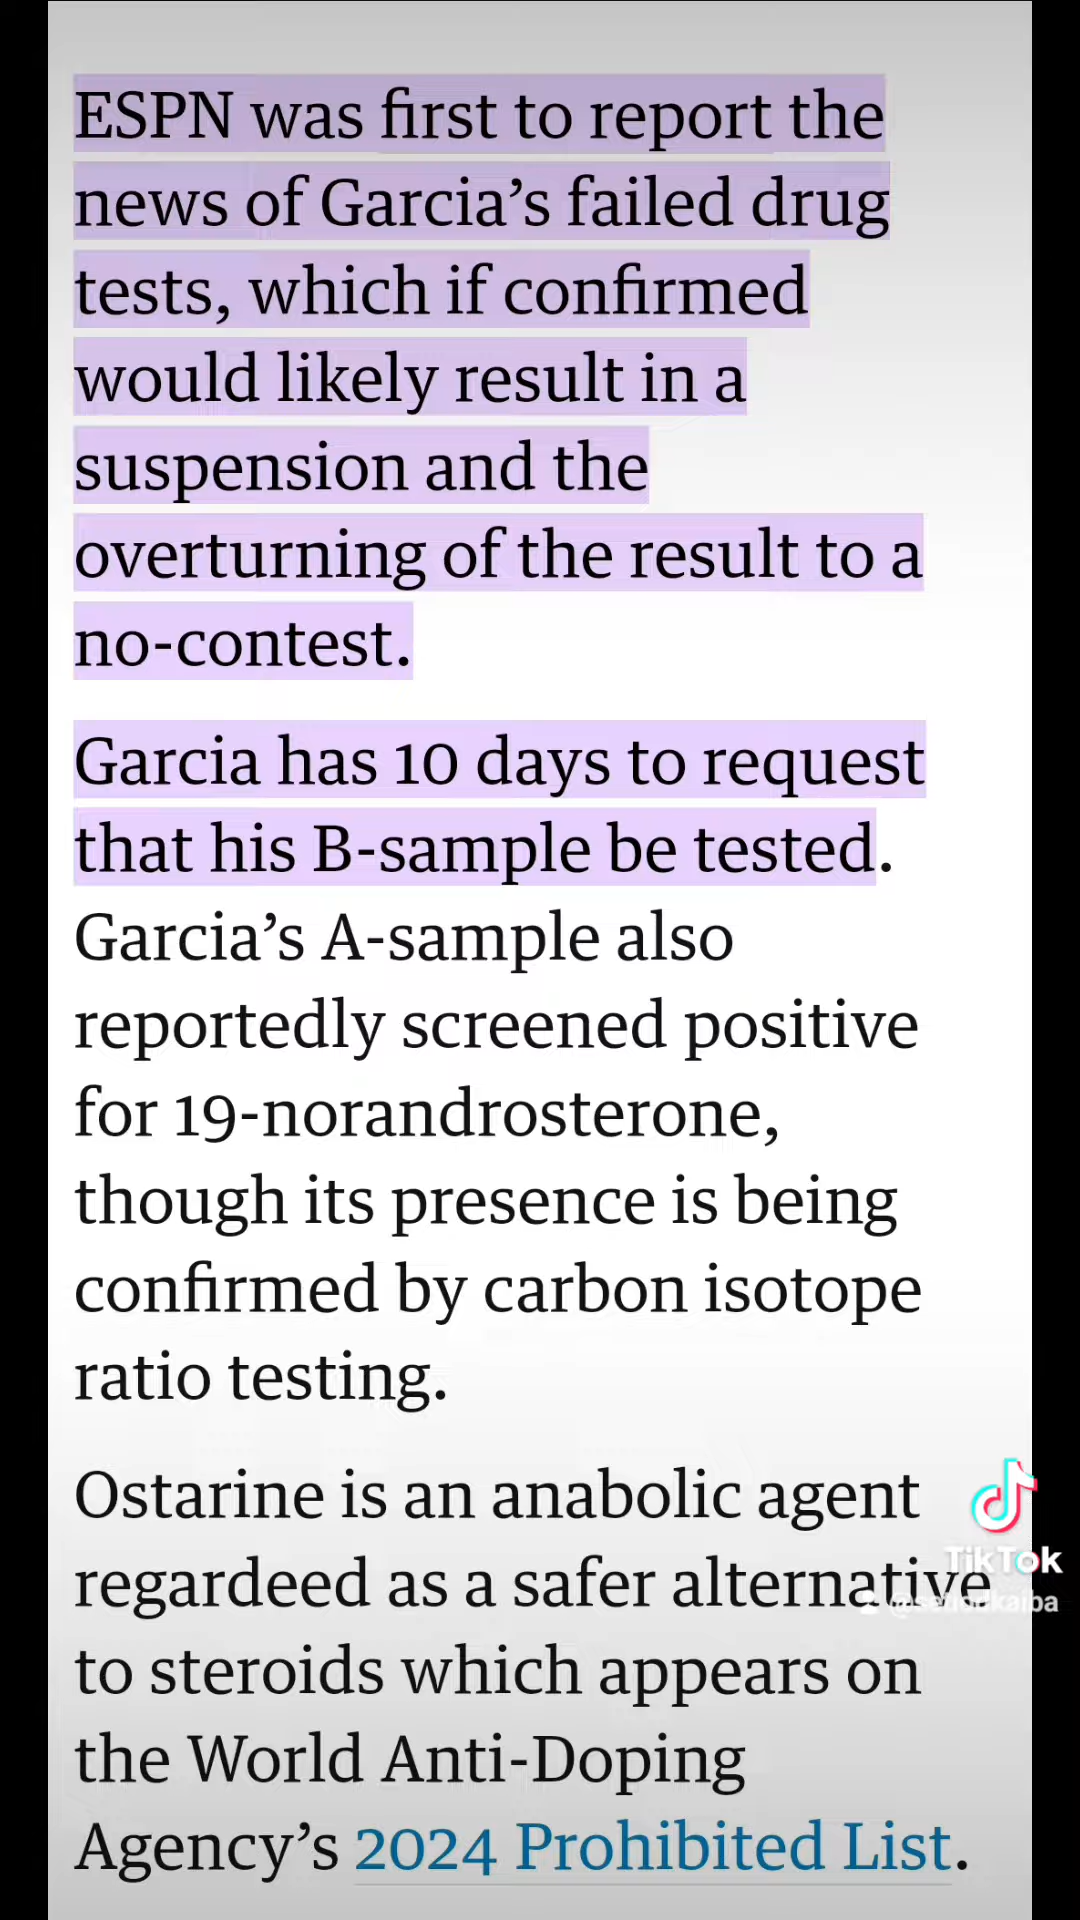 ESPN was first to report the
news of Garcia’s failed drug
tests, which if confirmed
would likely result in a
suspension and the
overturning of the result to a
no-contest.
Garcia has 10 days to request
that his B-sample be tested.
Garcia’s A-sample also
reportedly screened positive
for 19-norandrosterone,
though its presence is being
confirmed by carbon isotope
ratio testing.
Ostarine is an anabolic agent
regardeed as a safer alternative
to steroids which appears on
the World Anti-Doping
Agency’s 2024 Prohibited List.
TikTok